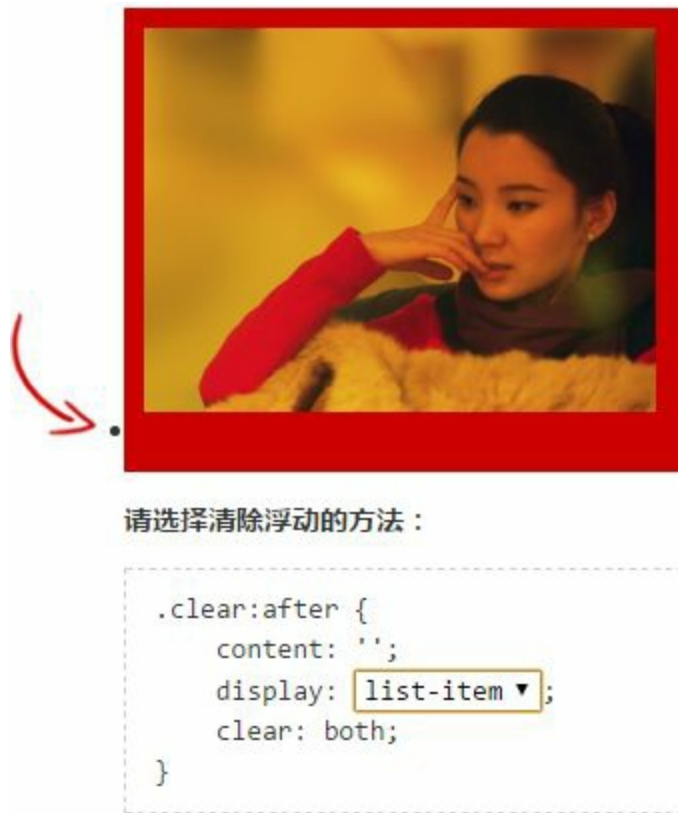 请选择清除浮动的方法：
.clear:after {
    content: '';
    display: list-item ▼;
    clear: both;
}